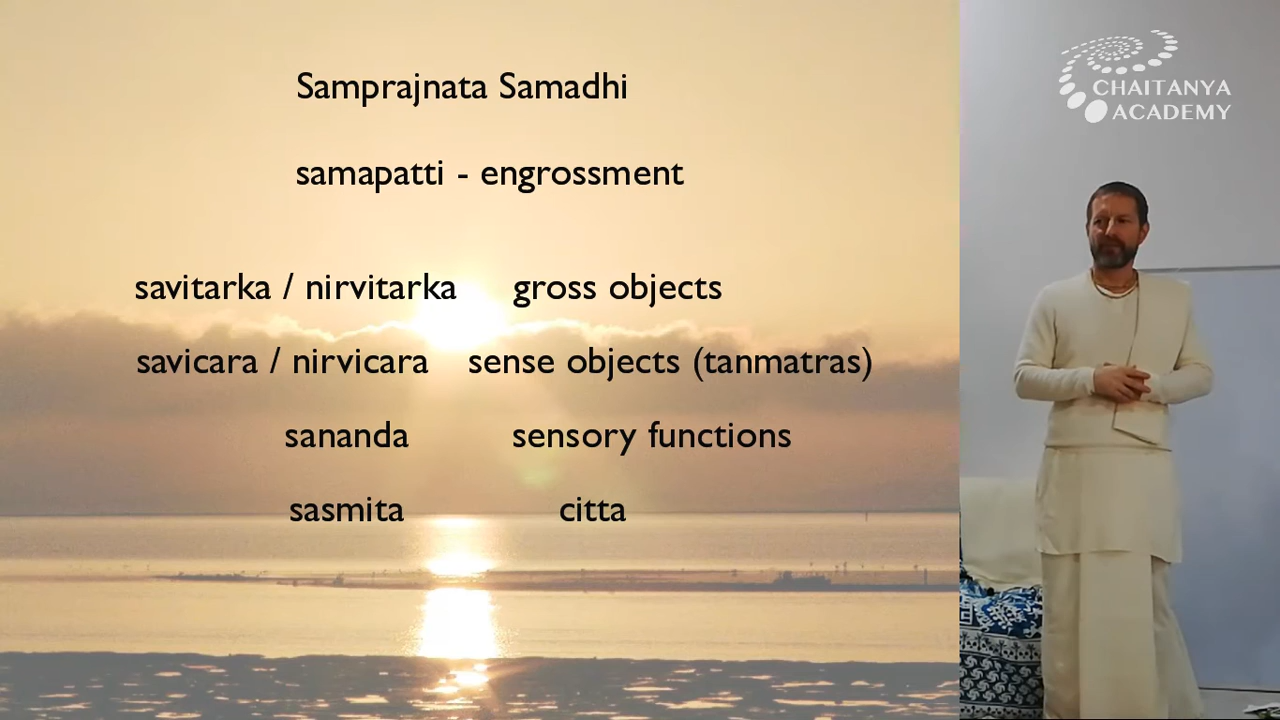 Samprajnata Samadhi
samapatti - engrossment
savitarka / nirvitarka gross objects
savicara / nirvicara sense objects (tanmatras)
sananda sensory functions
sasmita citta
CHAITANYA
ACADEMY